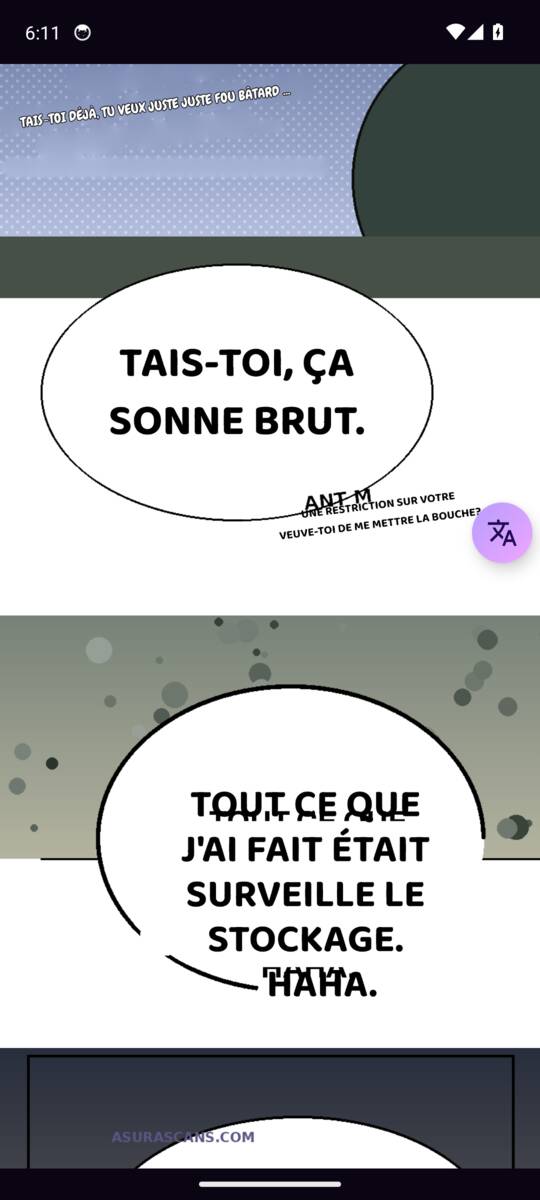 6:11
TAIS-TOI DÉJÀ, TU VEUX JUSTE JUSTE FOU BÂTARD ...
TAIS-TOI, ÇA
SONNE BRUT.
ANT M
UNE RESTRICTION SUR VOTRE
VEUVE-TOI DE ME METTRE LA BOUCHE?
TOUT CE QUE
J'AI FAIT ÉTAIT
SURVEILLE LE
STOCKAGE.
HAHA.
ASURASCANS.COM